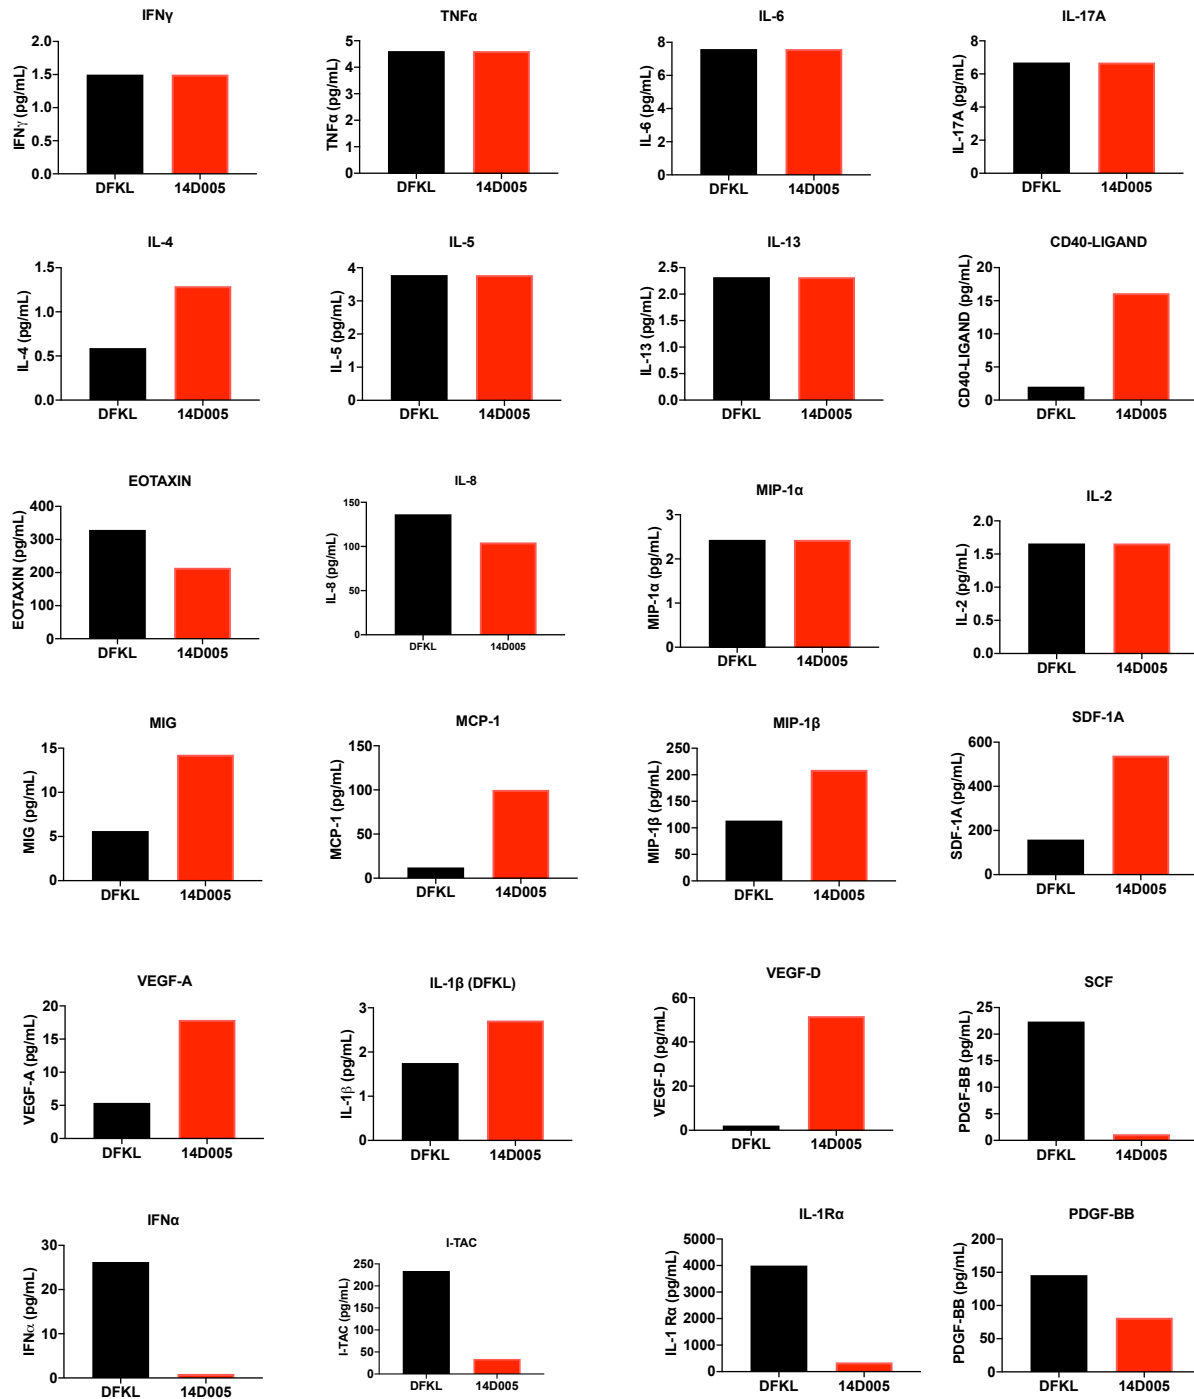 IFNγ
IFNγ (pg/mL)
2.0
1.5
1.0
0.5
0.0
DFKL 14D005
TNFα
TNFα (pg/mL)
5
4
3
2
1
0
DFKL 14D005
IL-6
IL-6 (pg/mL)
8
6
4
2
0
DFKL 14D005
IL-17A
IL-17A (pg/mL)
8
6
4
2
0
DFKL 14D005
IL-4
IL-4 (pg/mL)
1.5
1.0
0.5
0.0
DFKL 14D005
IL-5
IL-5 (pg/mL)
4
3
2
1
0
DFKL 14D005
IL-13
IL-13 (pg/mL)
2.5
2.0
1.5
1.0
0.5
0.0
DFKL 14D005
CD40-LIGAND
CD40-LIGAND (pg/mL)
20
15
10
5
0
DFKL 14D005
EOTAXIN
EOTAXIN (pg/mL)
400
300
200
100
0
DFKL 14D005
IL-8
IL-8 (pg/mL)
150
100
50
0
DFKL 14D005
MIP-1α
MIP-1α (pg/mL)
3
2
1
0
DFKL 14D005
IL-2
IL-2 (pg/mL)
2.0
1.5
1.0
0.5
0.0
DFKL 14D005
MIG
MIG (pg/mL)
15
10
5
0
DFKL 14D005
MCP-1
MCP-1 (pg/mL)
150
100
50
0
DFKL 14D005
MIP-1β
MIP-1β (pg/mL)
250
200
150
100
50
0
DFKL 14D005
SDF-1A
SDF-1A (pg/mL)
600
400
200
0
DFKL 14D005
VEGF-A
VEGF-A (pg/mL)
20
15
10
5
0
DFKL 14D005
IL-1β (DFKL)
IL-1β (pg/mL)
3
2
1
0
DFKL 14D005
VEGF-D
VEGF-D (pg/mL)
60
40
20
0
DFKL 14D005
SCF
PDGF-BB (pg/mL)
25
20
15
10
5
0
DFKL 14D005
IFNα
IFNα (pg/mL)
30
20
10
0
DFKL 14D005
I-TAC
I-TAC (pg/mL)
250
200
150
100
50
0
DFKL 14D005
IL-1Rα
IL-1 Rα (pg/mL)
5000
4000
3000
2000
1000
0
DFKL 14D005
PDGF-BB
PDGF-BB (pg/mL)
200
150
100
50
0
DFKL 14D005